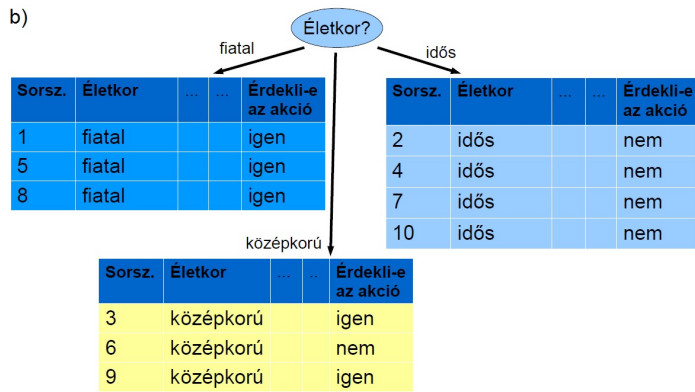 b)
Életkor?
fiatal
idős
Sorsz. Életkor ... ... Érdekli-e az akció
1 fiatal igen
5 fiatal igen
8 fiatal igen
Sorsz. Életkor ... ... Érdekli-e az akció
2 idős nem
4 idős nem
7 idős nem
10 idős nem
középkorú
Sorsz. Életkor ... .. Érdekli-e az akció
3 középkorú igen
6 középkorú nem
9 középkorú igen